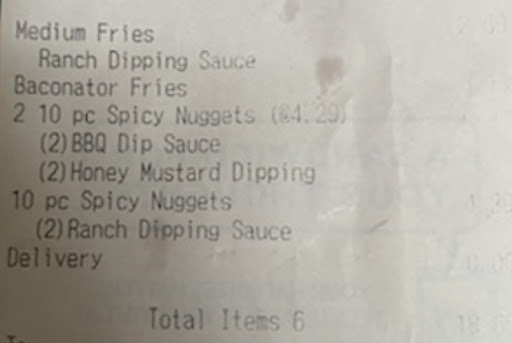 Medium Fries
Ranch Dipping Sauce
Baconator Fries
2 10 pc Spicy Nuggets (@4.29)
(2)BBQ Dip Sauce
(2)Honey Mustard Dipping
10 pc Spicy Nuggets
(2)Ranch Dipping Sauce
Delivery
Total Items 6